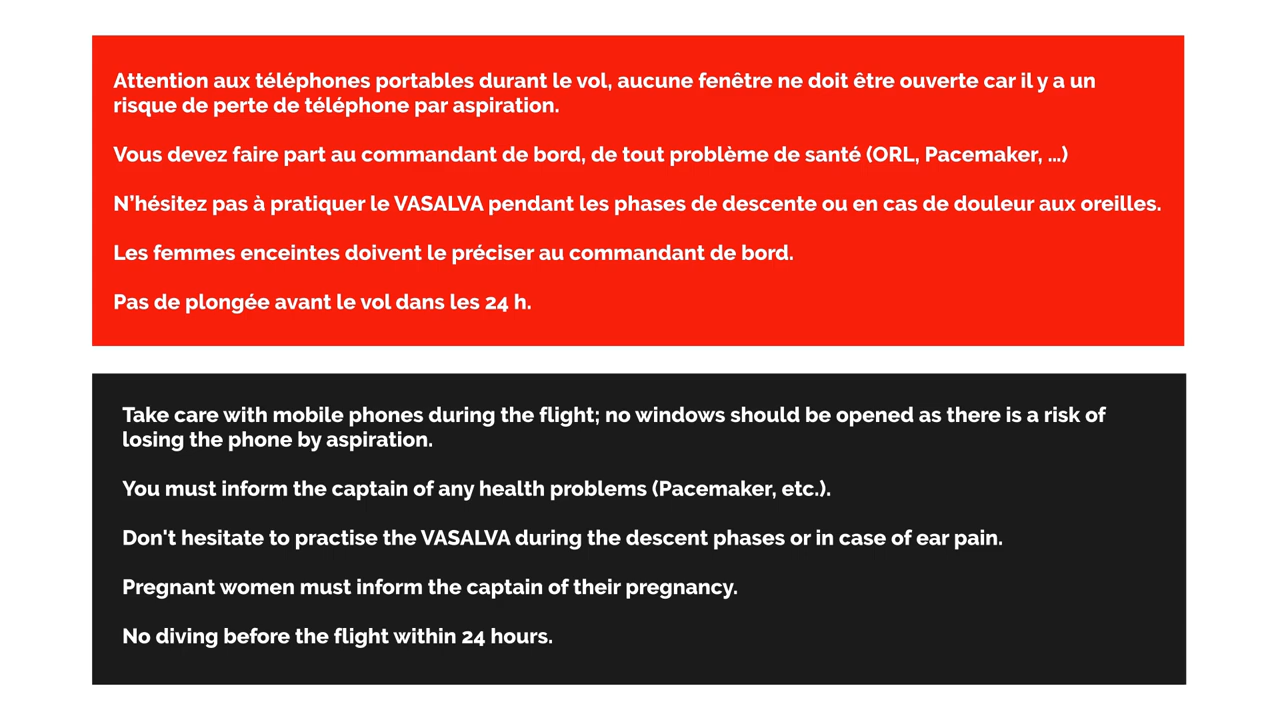 Attention aux téléphones portables durant le vol, aucune fenêtre ne doit être ouverte car il y a un
risque de perte de téléphone par aspiration.
Vous devez faire part au commandant de bord, de tout problème de santé (ORL, Pacemaker, ...)
N'hésitez pas à pratiquer le VASALVA pendant les phases de descente ou en cas de douleur aux oreilles.
Les femmes enceintes doivent le préciser au commandant de bord.
Pas de plongée avant le vol dans les 24 h.
Take care with mobile phones during the flight; no windows should be opened as there is a risk of
losing the phone by aspiration.
You must inform the captain of any health problems (Pacemaker, etc.).
Don't hesitate to practise the VASALVA during the descent phases or in case of ear pain.
Pregnant women must inform the captain of their pregnancy.
No diving before the flight within 24 hours.